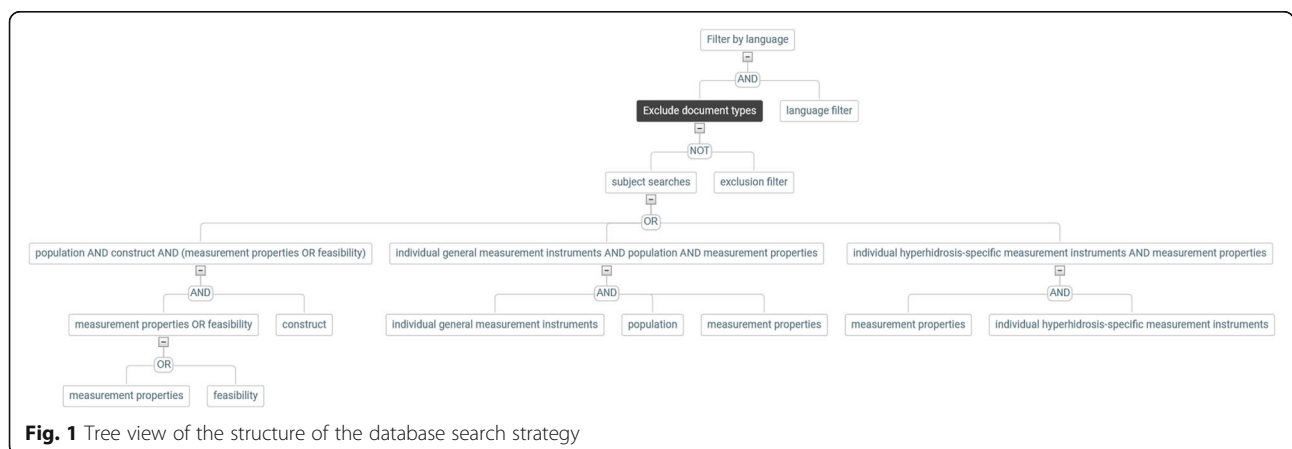 Filter by language
AND
Exclude document types
language filter
NOT
subject searches
exclusion filter
OR
population AND construct AND (measurement properties OR feasibility)
individual general measurement instruments AND population AND measurement properties
individual hyperhidrosis-specific measurement instruments AND measurement properties
AND
AND
AND
measurement properties OR feasibility
construct
individual general measurement instruments
population
measurement properties
measurement properties
individual hyperhidrosis-specific measurement instruments
OR
measurement properties
feasibility
Fig. 1 Tree view of the structure of the database search strategy